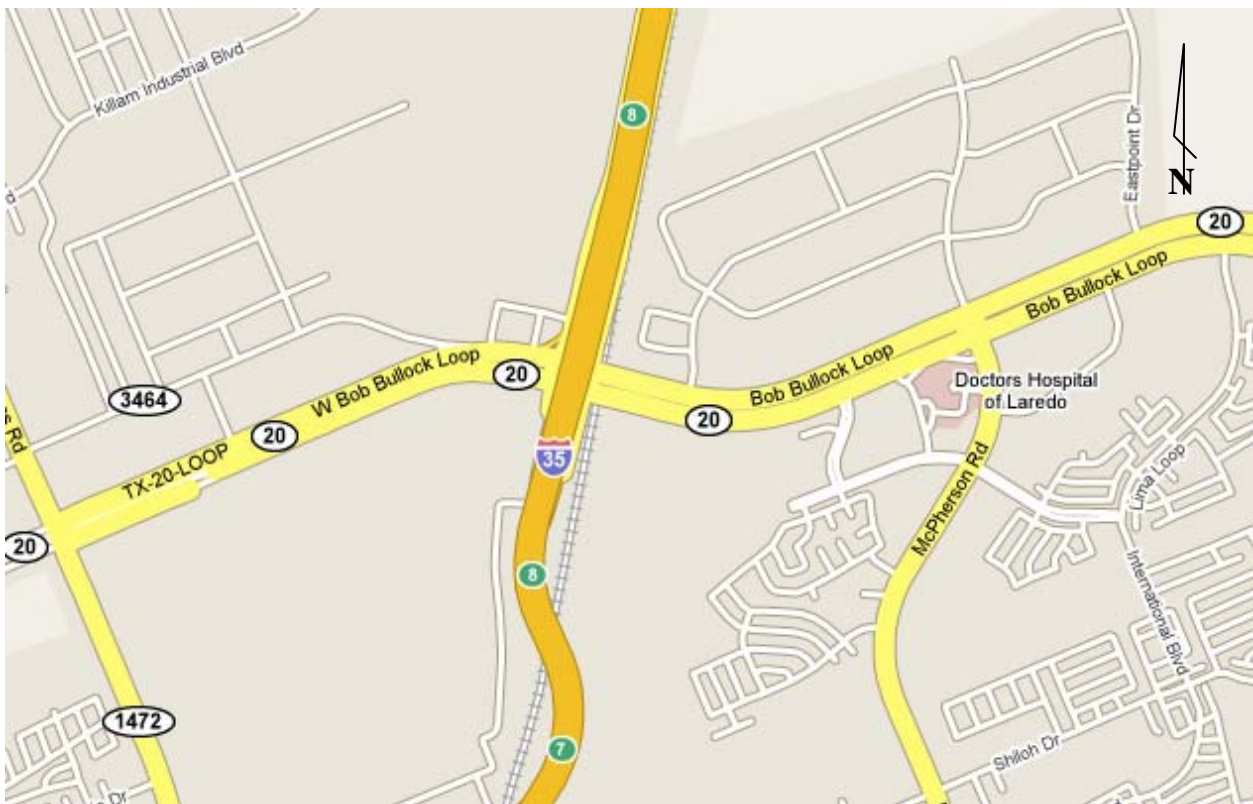 Killam Industrial Blvd
8
Eastpoint Dr
N
20
Bob Bullock Loop
W Bob Bullock Loop
20
Bob Bullock Loop
20
Doctors Hospital
of Laredo
3464
20
TX-20-LOOP
35
McPherson Rd
Lima Loop
20
8
International Blvd
1472
7
Shiloh Dr
s Rd
Dr